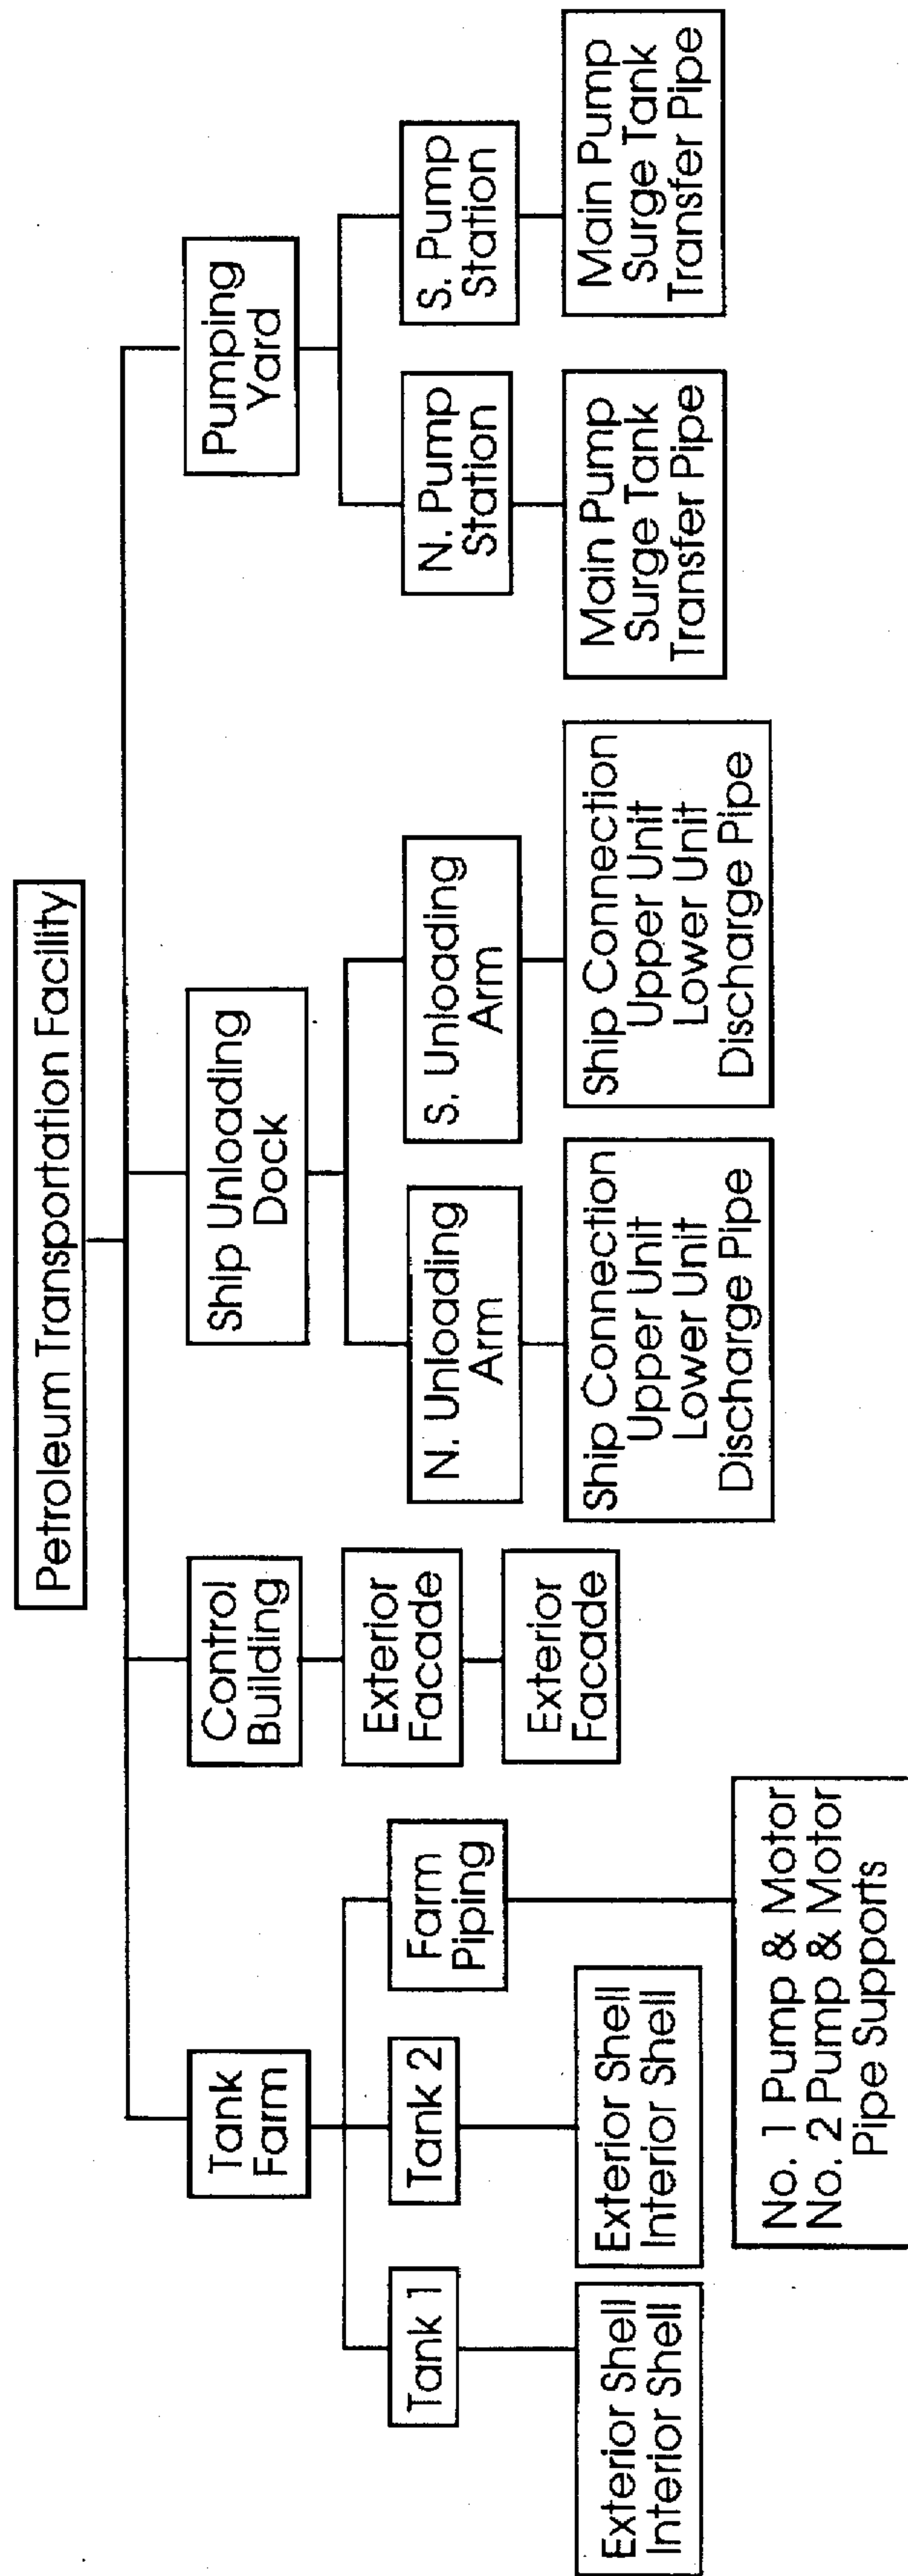 Petroleum Transportation Facility
Tank
Farm
Control
Building
Ship Unloading
Dock
Pumping
Yard
Tank 1
Tank 2
Farm
Piping
Exterior
Facade
N. Unloading
Arm
S. Unloading
Arm
N. Pump
Station
S. Pump
Station
Exterior Shell
Interior Shell
Exterior Shell
Interior Shell
No. 1 Pump & Motor
No. 2 Pump & Motor
Pipe Supports
Exterior
Facade
Ship Connection
Upper Unit
Lower Unit
Discharge Pipe
Ship Connection
Upper Unit
Lower Unit
Discharge Pipe
Main Pump
Surge Tank
Transfer Pipe
Main Pump
Surge Tank
Transfer Pipe